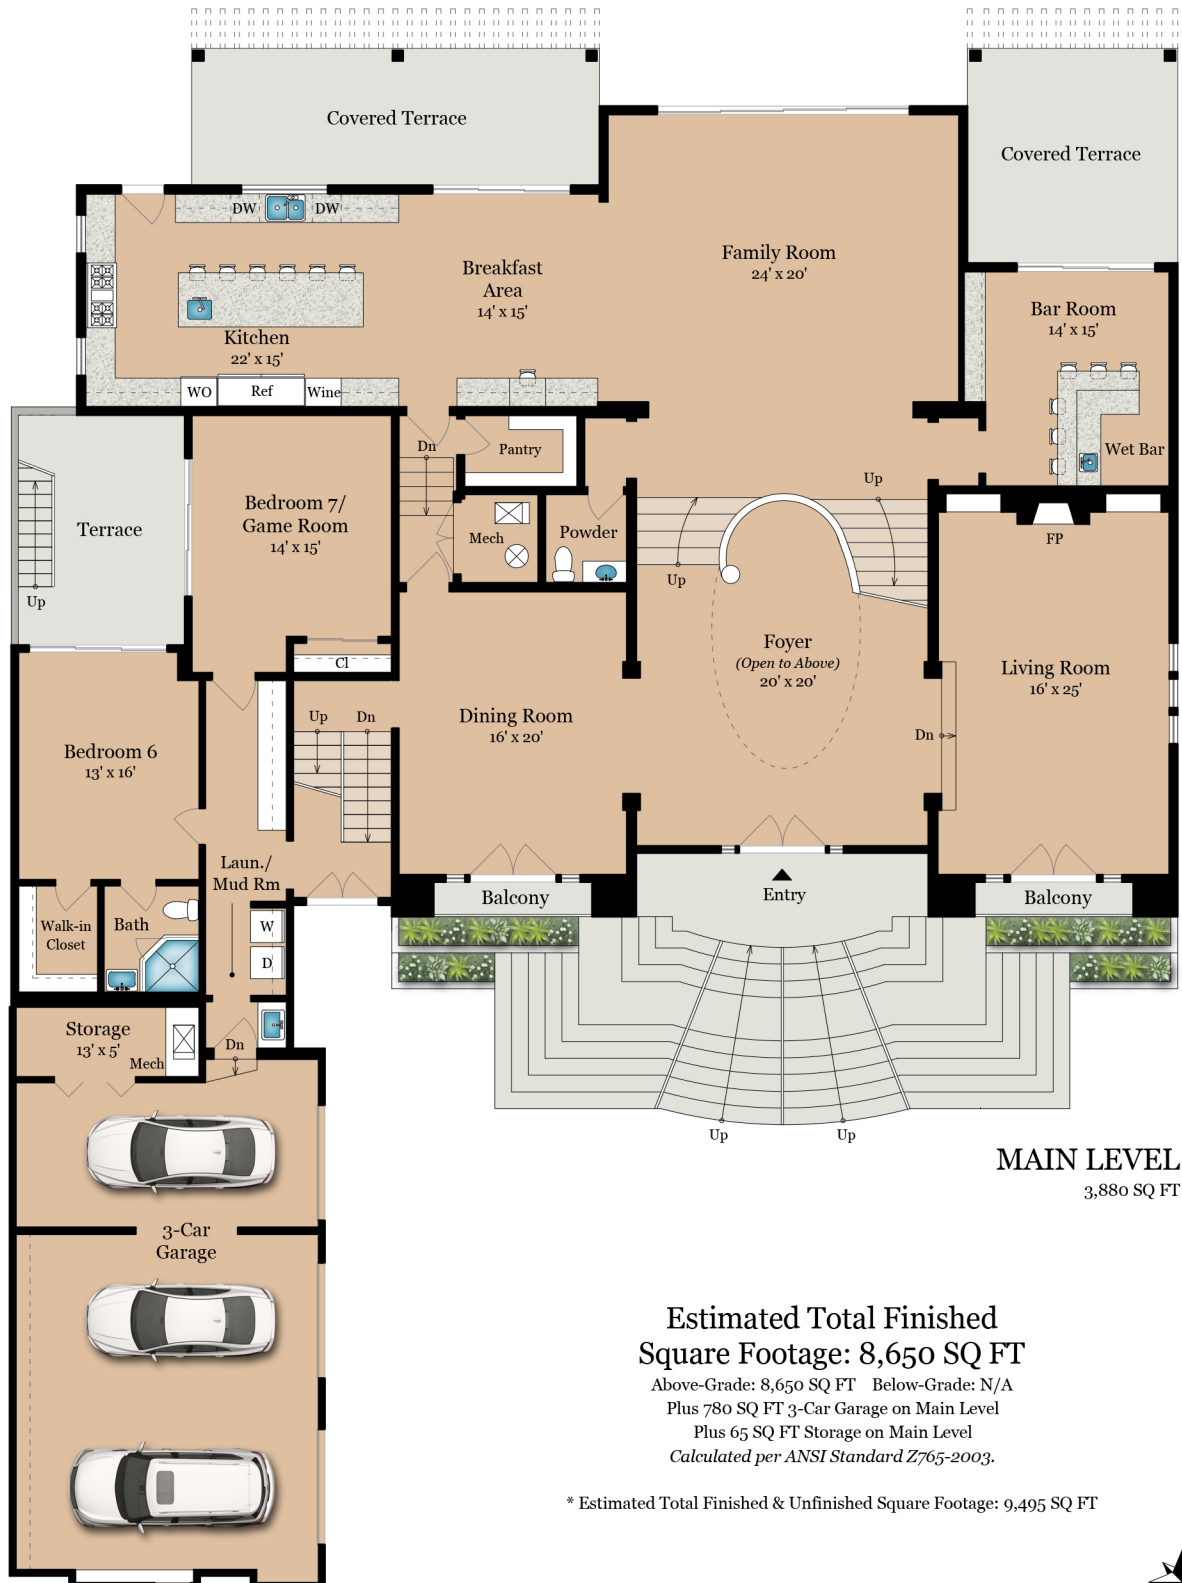 Covered Terrace
Covered Terrace
DW
DW
Family Room
24' x 20'
Breakfast
Area
14' x 15'
Bar Room
14' x 15'
Kitchen
22' x 15'
WO
Ref
Wine
Wet Bar
Dn
Pantry
Up
Bedroom 7/
Game Room
14' x 15'
Terrace
Mech
Powder
FP
Up
Up
Foyer
(Open to Above)
20' x 20'
Cl
Living Room
16' x 25'
Up
Dn
Dining Room
16' x 20'
Dn
Bedroom 6
13' x 16'
Laun./
Mud Rm
Entry
Balcony
Balcony
Walk-in
Closet
Bath
W
D
Storage
13' x 5'
Mech
Dn
Up
Up
MAIN LEVEL
3,880 SQ FT
3-Car
Garage
Estimated Total Finished
Square Footage: 8,650 SQ FT
Above-Grade: 8,650 SQ FT Below-Grade: N/A
Plus 780 SQ FT 3-Car Garage on Main Level
Plus 65 SQ FT Storage on Main Level
Calculated per ANSI Standard Z765-2003.
* Estimated Total Finished & Unfinished Square Footage: 9,495 SQ FT